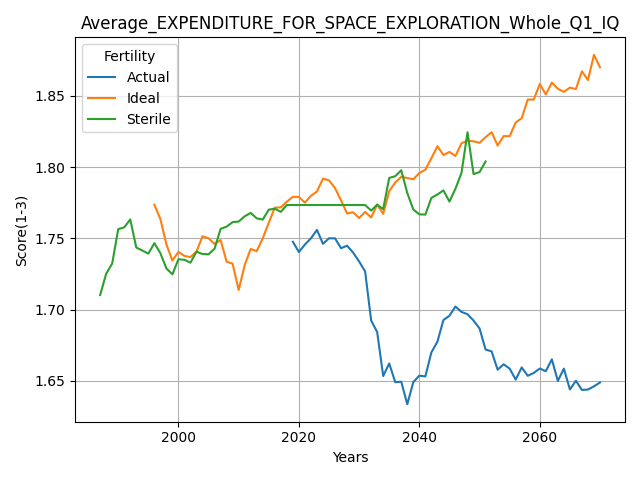 Average_EXPENDITURE_FOR_SPACE_EXPLORATION_Whole_Q1_IQ
Fertility
Actual
Ideal
Sterile
1.85
1.80
1.75
1.70
1.65
Score(1-3)
2000
2020
2040
2060
Years